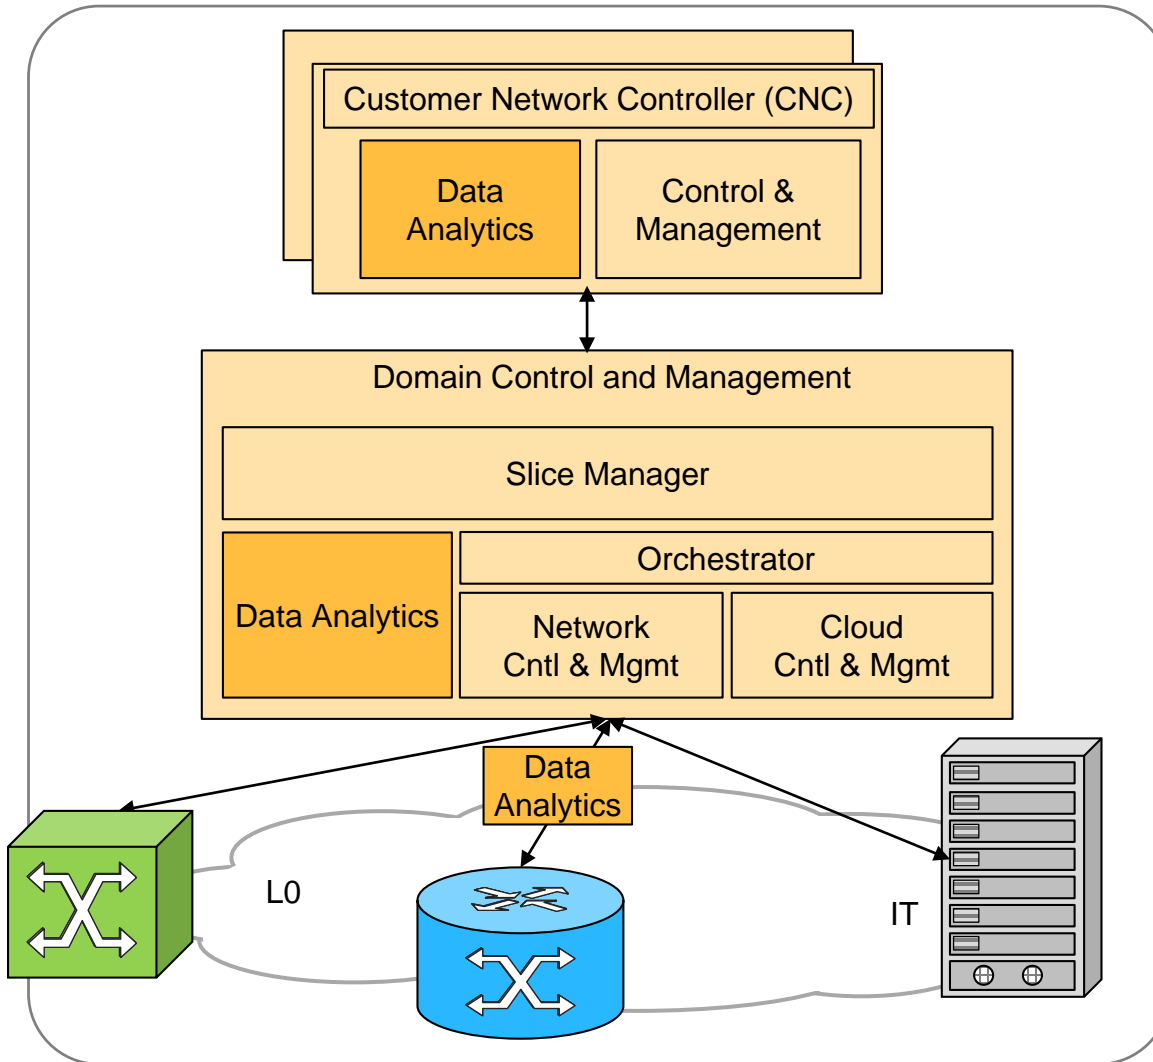 Customer Network Controller (CNC)
Data
Analytics
Control &
Management
Domain Control and Management
Slice Manager
Data Analytics
Orchestrator
Network
Cntl & Mgmt
Cloud
Cntl & Mgmt
Data
Analytics
L0
IT